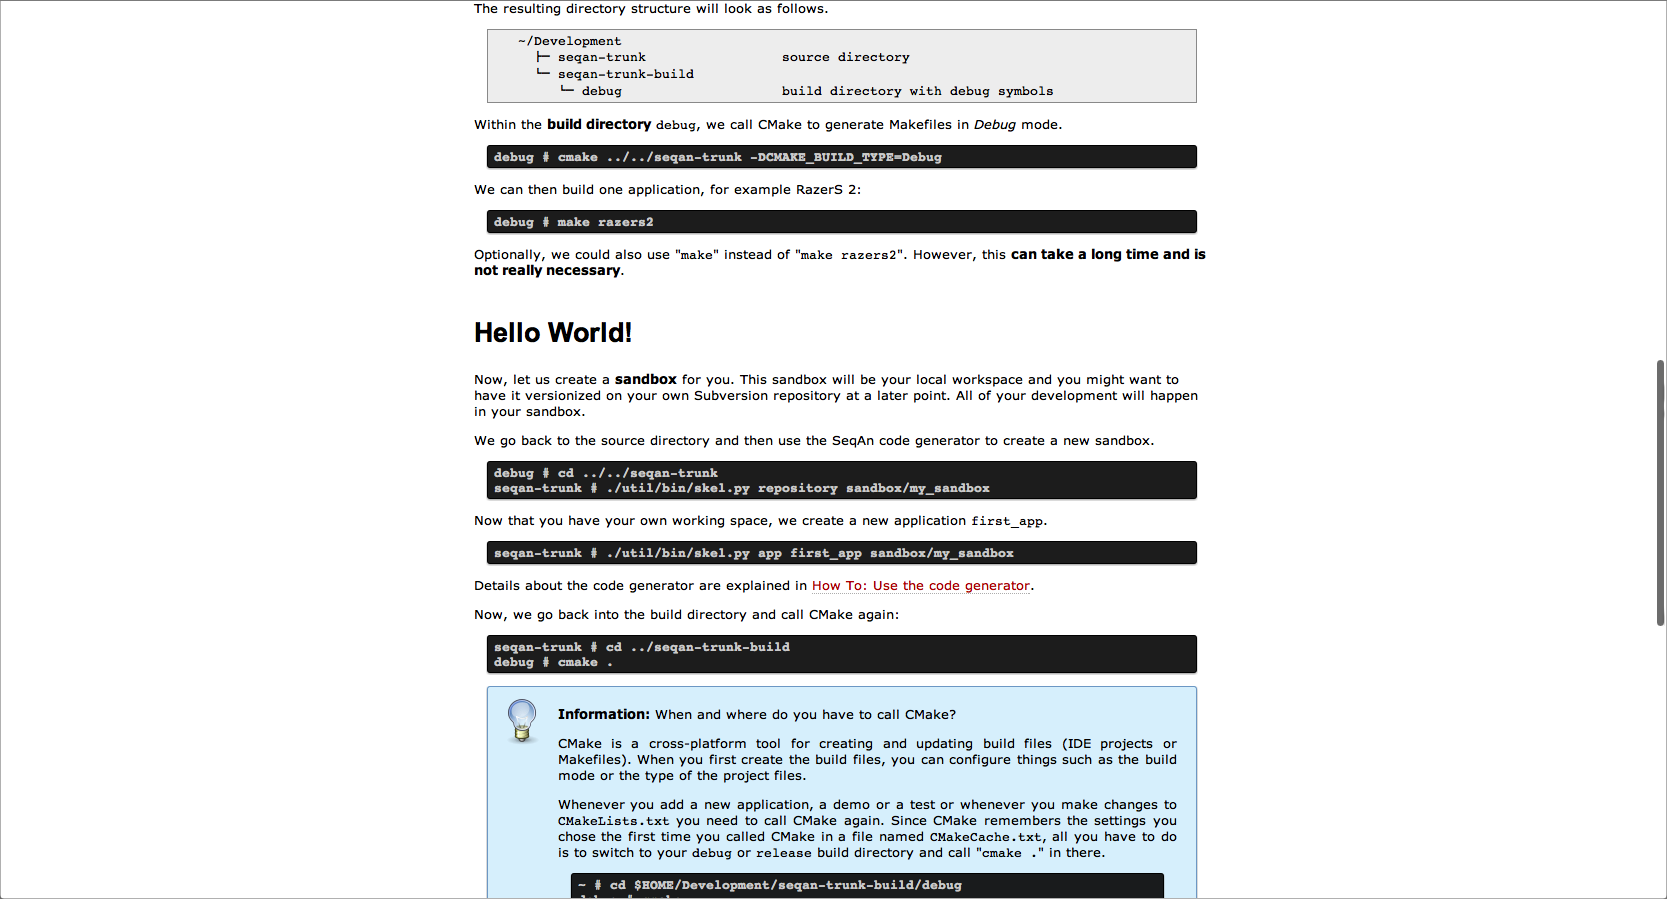 The resulting directory structure will look as follows.
~/Development
├─ seqan-trunk source directory
└─ seqan-trunk-build
└─ debug build directory with debug symbols
Within the build directory debug, we call CMake to generate Makefiles in Debug mode.
debug # cmake ../../seqan-trunk -DCMAKE_BUILD_TYPE=Debug
We can then build one application, for example RazerS 2:
debug # make razers2
Optionally, we could also use "make" instead of "make razers2". However, this can take a long time and is
not really necessary.
Hello World!
Now, let us create a sandbox for you. This sandbox will be your local workspace and you might want to
have it versionized on your own Subversion repository at a later point. All of your development will happen
in your sandbox.
We go back to the source directory and then use the SeqAn code generator to create a new sandbox.
debug # cd ../../seqan-trunk
seqan-trunk # ./util/bin/skel.py repository sandbox/my_sandbox
Now that you have your own working space, we create a new application first_app.
seqan-trunk # ./util/bin/skel.py app first_app sandbox/my_sandbox
Details about the code generator are explained in How To: Use the code generator.
Now, we go back into the build directory and call CMake again:
seqan-trunk # cd ../seqan-trunk-build
debug # cmake .
Information: When and where do you have to call CMake?
CMake is a cross-platform tool for creating and updating build files (IDE projects or
Makefiles). When you first create the build files, you can configure things such as the build
mode or the type of the project files.
Whenever you add a new application, a demo or a test or whenever you make changes to
CMakeLists.txt you need to call CMake again. Since CMake remembers the settings you
chose the first time you called CMake in a file named CMakeCache.txt, all you have to do
is to switch to your debug or release build directory and call "cmake ." in there.
~ # cd $HOME/Development/seqan-trunk-build/debug